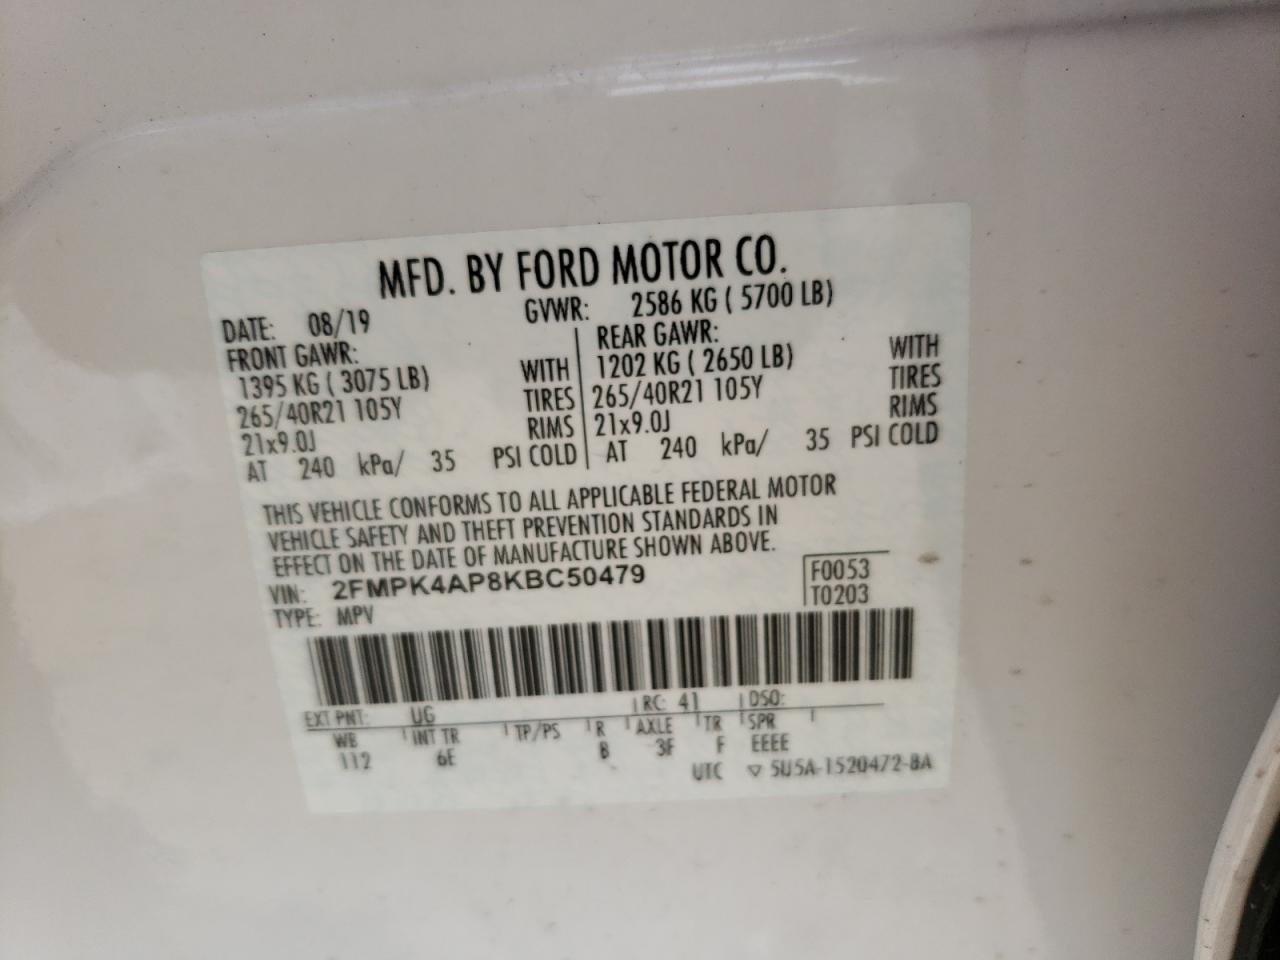 MFD. BY FORD MOTOR CO.
DATE: 08/19 GVWR: 2586 KG ( 5700 LB)
FRONT GAWR: REAR GAWR:
1395 KG ( 3075 LB) WITH 1202 KG ( 2650 LB) WITH
265/40R21 105Y TIRES 265/40R21 105Y TIRES
21x9.0J RIMS 21x9.0J RIMS
AT 240 kPa/ 35 PSI COLD AT 240 kPa/ 35 PSI COLD
THIS VEHICLE CONFORMS TO ALL APPLICABLE FEDERAL MOTOR
VEHICLE SAFETY AND THEFT PREVENTION STANDARDS IN
EFFECT ON THE DATE OF MANUFACTURE SHOWN ABOVE.
VIN: 2FMPK4AP8KBC50479 F0053
TYPE: MPV T0203
EXT PNT: UG RC: 41 DSO:
WB INT TR TP/PS R AXLE TR SPR
112 6E B 3F F EEEE
UTC ▽ 5U5A-1520472-BA